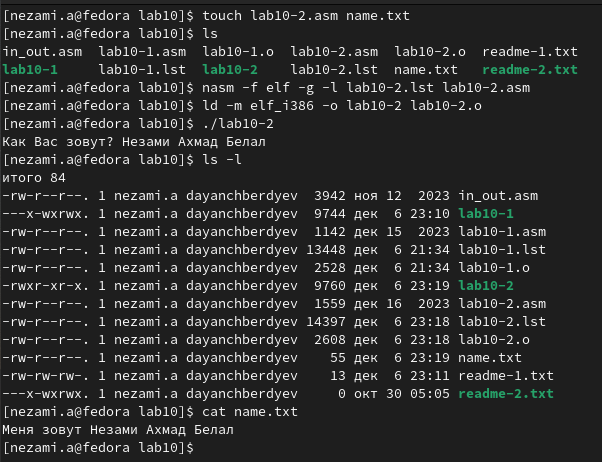 [nezami.a@fedora lab10]$ touch lab10-2.asm name.txt
[nezami.a@fedora lab10]$ ls
in_out.asm  lab10-1.asm  lab10-1.o  lab10-2.asm  lab10-2.o  readme-1.txt
lab10-1     lab10-1.lst  lab10-2    lab10-2.lst  name.txt   readme-2.txt
[nezami.a@fedora lab10]$ nasm -f elf -g -l lab10-2.lst lab10-2.asm
[nezami.a@fedora lab10]$ ld -m elf_i386 -o lab10-2 lab10-2.o
[nezami.a@fedora lab10]$ ./lab10-2
Как Вас зовут? Незами Ахмад Белал
[nezami.a@fedora lab10]$ ls -l
итого 84
-rw-r--r--. 1 nezami.a dayanchberdyev  3942 ноя 12  2023 in_out.asm
---x-wxrwx. 1 nezami.a dayanchberdyev  9744 дек  6 23:10 lab10-1
-rw-r--r--. 1 nezami.a dayanchberdyev  1142 дек 15  2023 lab10-1.asm
-rw-r--r--. 1 nezami.a dayanchberdyev 13448 дек  6 21:34 lab10-1.lst
-rw-r--r--. 1 nezami.a dayanchberdyev  2528 дек  6 21:34 lab10-1.o
-rwxr-xr-x. 1 nezami.a dayanchberdyev  9760 дек  6 23:19 lab10-2
-rw-r--r--. 1 nezami.a dayanchberdyev  1559 дек 16  2023 lab10-2.asm
-rw-r--r--. 1 nezami.a dayanchberdyev 14397 дек  6 23:18 lab10-2.lst
-rw-r--r--. 1 nezami.a dayanchberdyev  2608 дек  6 23:18 lab10-2.o
-rw-r--r--. 1 nezami.a dayanchberdyev    55 дек  6 23:19 name.txt
-rw-rw-rw-. 1 nezami.a dayanchberdyev    13 дек  6 23:11 readme-1.txt
---x-wxrwx. 1 nezami.a dayanchberdyev     0 окт 30 05:05 readme-2.txt
[nezami.a@fedora lab10]$ cat name.txt
Меня зовут Незами Ахмад Белал
[nezami.a@fedora lab10]$